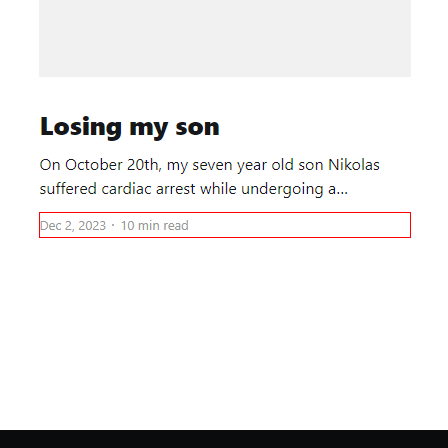 Losing my son
On October 20th, my seven year old son Nikolas
suffered cardiac arrest while undergoing a...
Dec 2, 2023 · 10 min read